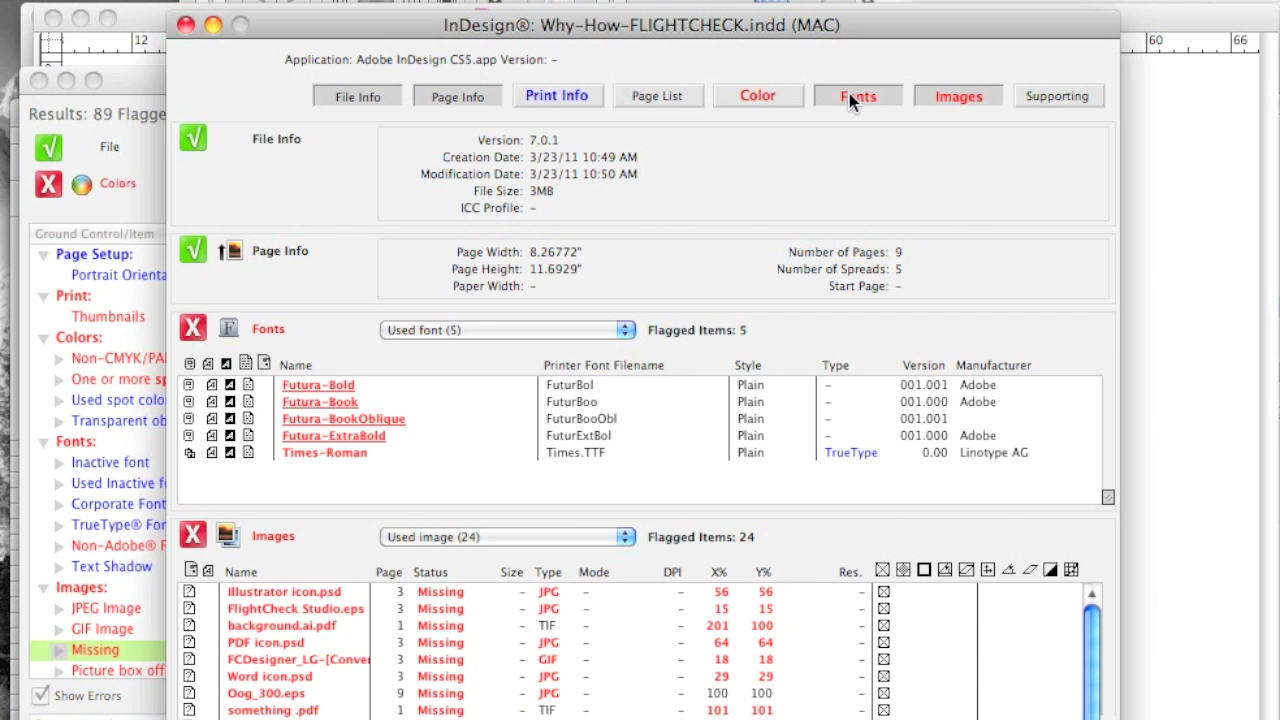 InDesign®: Why-How-FLIGHTCHECK.indd (MAC)
12
60
66
Application: Adobe InDesign CS5.app Version: -
File Info Page Info Print Info Page List Color Fonts Images Supporting
Results: 89 Flagge
File
Colors
Ground Control/Item
Page Setup:
Portrait Orienta
Print:
Thumbnails
Colors:
Non-CMYK/PA
One or more sp
Used spot colo
Transparent ob
Fonts:
Inactive font
Used Inactive f
Corporate Font
TrueType® For
Non-Adobe® F
Text Shadow
Images:
JPEG Image
GIF Image
Missing
Picture box off
Show Errors
File Info
Version: 7.0.1
Creation Date: 3/23/11 10:49 AM
Modification Date: 3/23/11 10:50 AM
File Size: 3MB
ICC Profile: -
Page Info
Page Width: 8.26772" Number of Pages: 9
Page Height: 11.6929" Number of Spreads: 5
Paper Width: - Start Page: -
Fonts Used font (5) Flagged Items: 5
Name Printer Font Filename Style Type Version Manufacturer
Futura-Bold FuturBol Plain - 001.001 Adobe
Futura-Book FuturBoo Plain - 001.000 Adobe
Futura-BookOblique FuturBooObl Plain - 001.001
Futura-ExtraBold FuturExtBol Plain - 001.000 Adobe
Times-Roman Times.TTF Plain TrueType 0.00 Linotype AG
Images Used image (24) Flagged Items: 24
Name Page Status Size Type Mode DPI X% Y% Res.
Illustrator icon.psd 3 Missing - JPG - - 56 56 -
FlightCheck Studio.eps 3 Missing - JPG - - 15 15 -
background.ai.pdf 1 Missing - TIF - - 201 100 -
PDF icon.psd 3 Missing - JPG - - 64 64 -
FCDesigner_LG-[Conver 3 Missing - GIF - - 18 18 -
Word icon.psd 3 Missing - JPG - - 29 29 -
Oog_300.eps 9 Missing - JPG - - 100 100 -
something .pdf 1 Missing - TIF - - 101 101 -